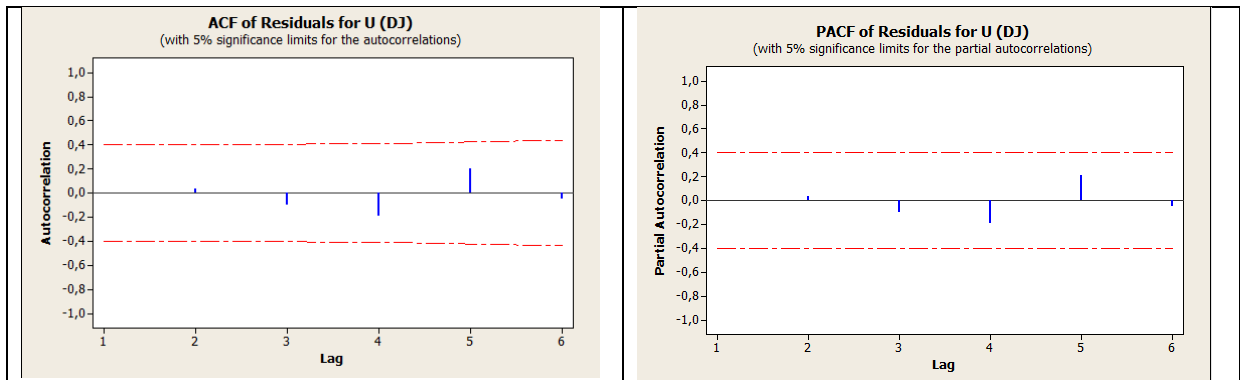 ACF of Residuals for U (DJ)
(with 5% significance limits for the autocorrelations)
1,0
0,8
0,6
0,4
0,2
0,0
-0,2
-0,4
-0,6
-0,8
-1,0
Autocorrelation
1 2 3 4 5 6
Lag
PACF of Residuals for U (DJ)
(with 5% significance limits for the partial autocorrelations)
1,0
0,8
0,6
0,4
0,2
0,0
-0,2
-0,4
-0,6
-0,8
-1,0
Partial Autocorrelation
1 2 3 4 5 6
Lag